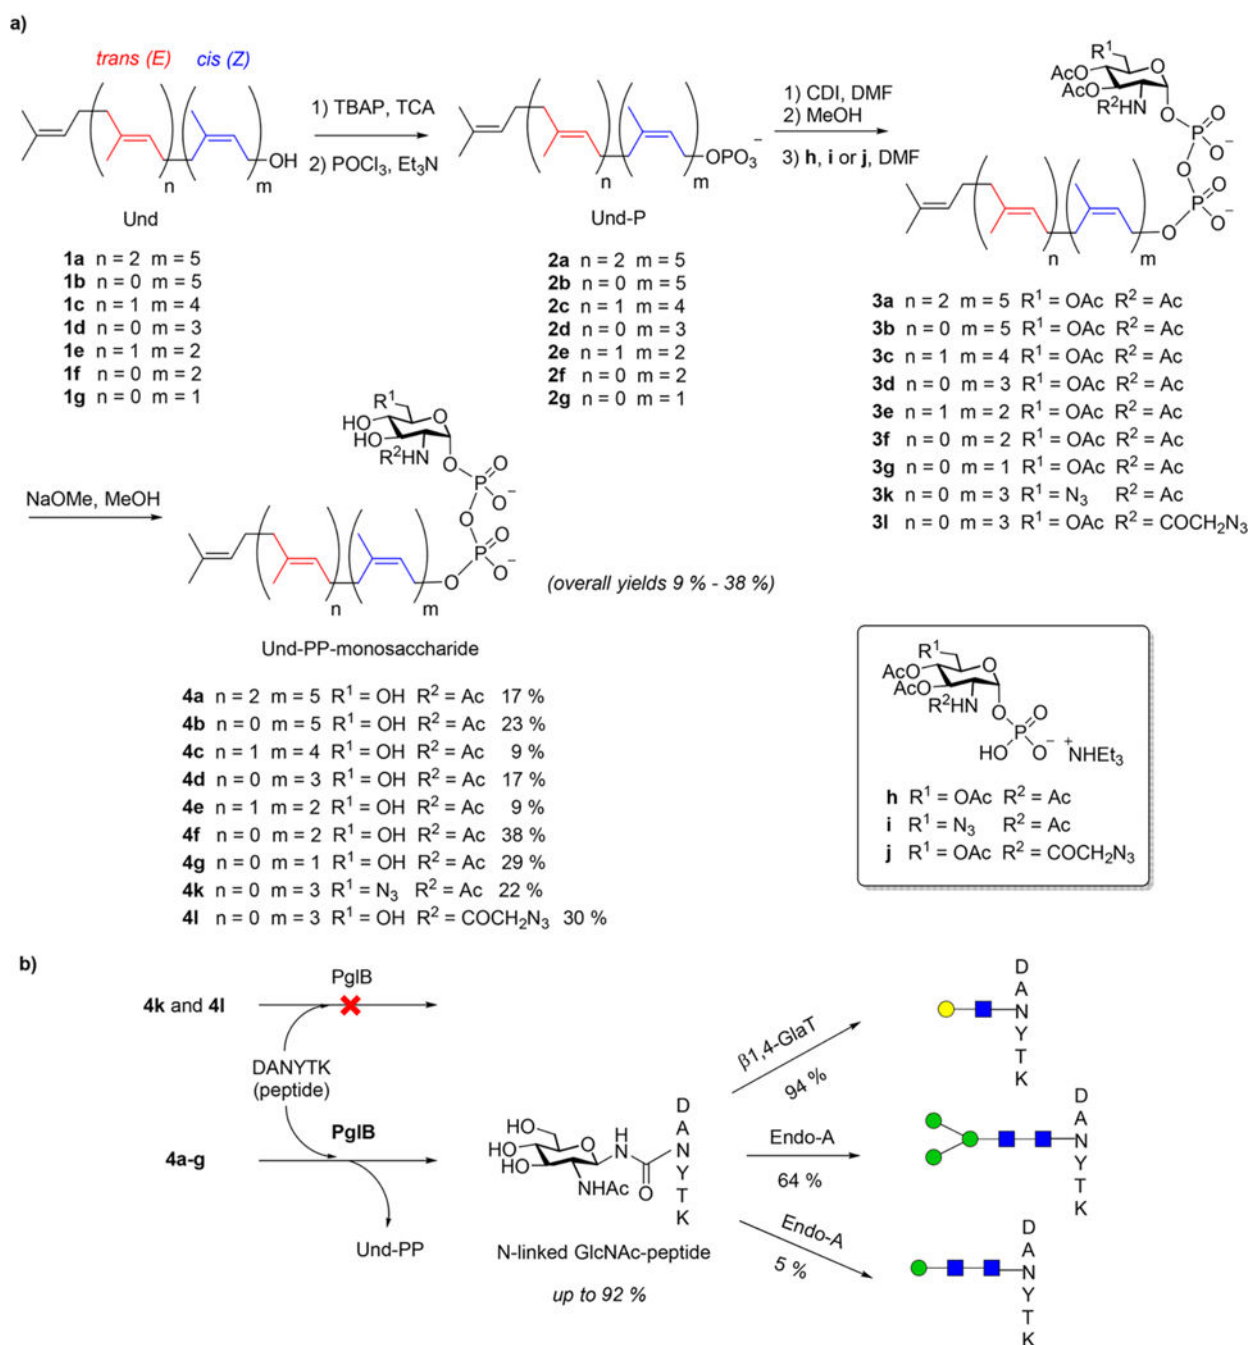 a)
trans (E) cis (Z)
n m OH
Und
1a n = 2 m = 5
1b n = 0 m = 5
1c n = 1 m = 4
1d n = 0 m = 3
1e n = 1 m = 2
1f n = 0 m = 2
1g n = 0 m = 1
1) TBAP, TCA
2) POCl₃, Et₃N
n m OPO₃⁻
Und-P
2a n = 2 m = 5
2b n = 0 m = 5
2c n = 1 m = 4
2d n = 0 m = 3
2e n = 1 m = 2
2f n = 0 m = 2
2g n = 0 m = 1
1) CDI, DMF
2) MeOH
3) h, i or j, DMF
R¹
AcO O
AcO
R²HN
O O
P
O⁻
O O
P
O⁻
O
n m
3a n = 2 m = 5 R¹ = OAc R² = Ac
3b n = 0 m = 5 R¹ = OAc R² = Ac
3c n = 1 m = 4 R¹ = OAc R² = Ac
3d n = 0 m = 3 R¹ = OAc R² = Ac
3e n = 1 m = 2 R¹ = OAc R² = Ac
3f n = 0 m = 2 R¹ = OAc R² = Ac
3g n = 0 m = 1 R¹ = OAc R² = Ac
3k n = 0 m = 3 R¹ = N₃ R² = Ac
3l n = 0 m = 3 R¹ = OAc R² = COCH₂N₃
NaOMe, MeOH
R¹
HO O
HO
R²HN
O O
P
O⁻
O O
P
O⁻
O
n m
(overall yields 9 % - 38 %)
Und-PP-monosaccharide
4a n = 2 m = 5 R¹ = OH R² = Ac 17 %
4b n = 0 m = 5 R¹ = OH R² = Ac 23 %
4c n = 1 m = 4 R¹ = OH R² = Ac 9 %
4d n = 0 m = 3 R¹ = OH R² = Ac 17 %
4e n = 1 m = 2 R¹ = OH R² = Ac 9 %
4f n = 0 m = 2 R¹ = OH R² = Ac 38 %
4g n = 0 m = 1 R¹ = OH R² = Ac 29 %
4k n = 0 m = 3 R¹ = N₃ R² = Ac 22 %
4l n = 0 m = 3 R¹ = OH R² = COCH₂N₃ 30 %
R¹
AcO O
AcO
R²HN
O O
P
HO O⁻ ⁺NHEt₃
h R¹ = OAc R² = Ac
i R¹ = N₃ R² = Ac
j R¹ = OAc R² = COCH₂N₃
b)
4k and 4l
PglB
DANYTK
(peptide)
PglB
4a-g
Und-PP
HO
HO O H
HO N
NHAc O
D
A
N
Y
T
K
N-linked GlcNAc-peptide
up to 92 %
β1,4-GlaT
94 %
D
A
N
Y
T
K
Endo-A
64 %
D
A
N
Y
T
K
Endo-A
5 %
D
A
N
Y
T
K